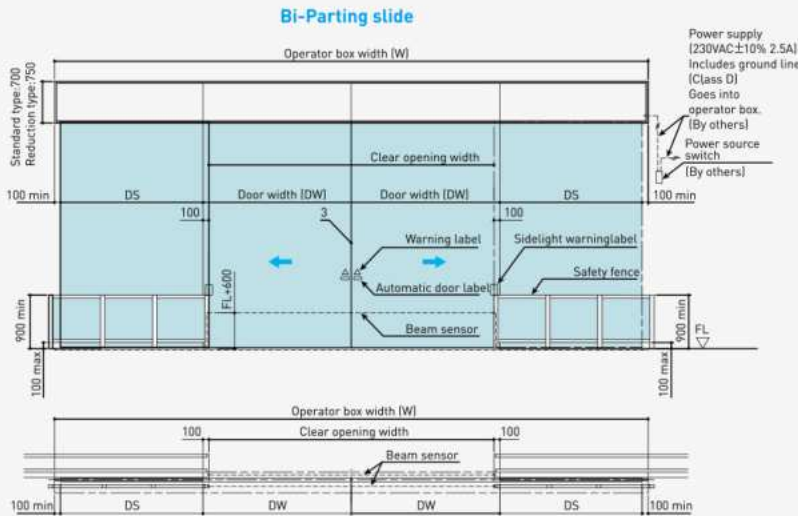 Bi-Parting slide
Operator box width (W)
Power supply
(230VAC±10% 2.5A)
Includes ground line
(Class D)
Goes into
operator box.
(By others)
Power source
switch
(By others)
Standard type:700
Reduction type:750
Clear opening width
100 min
DS
Door width (DW)
Door width (DW)
DS
100 min
100
3
100
Warning label
Sidelight warninglabel
Automatic door label
Safety fence
FL+600
Beam sensor
900 min
100 max
900 min
100 max
FL
Operator box width (W)
100
Clear opening width
100
Beam sensor
100 min
DS
DW
DW
DS
100 min